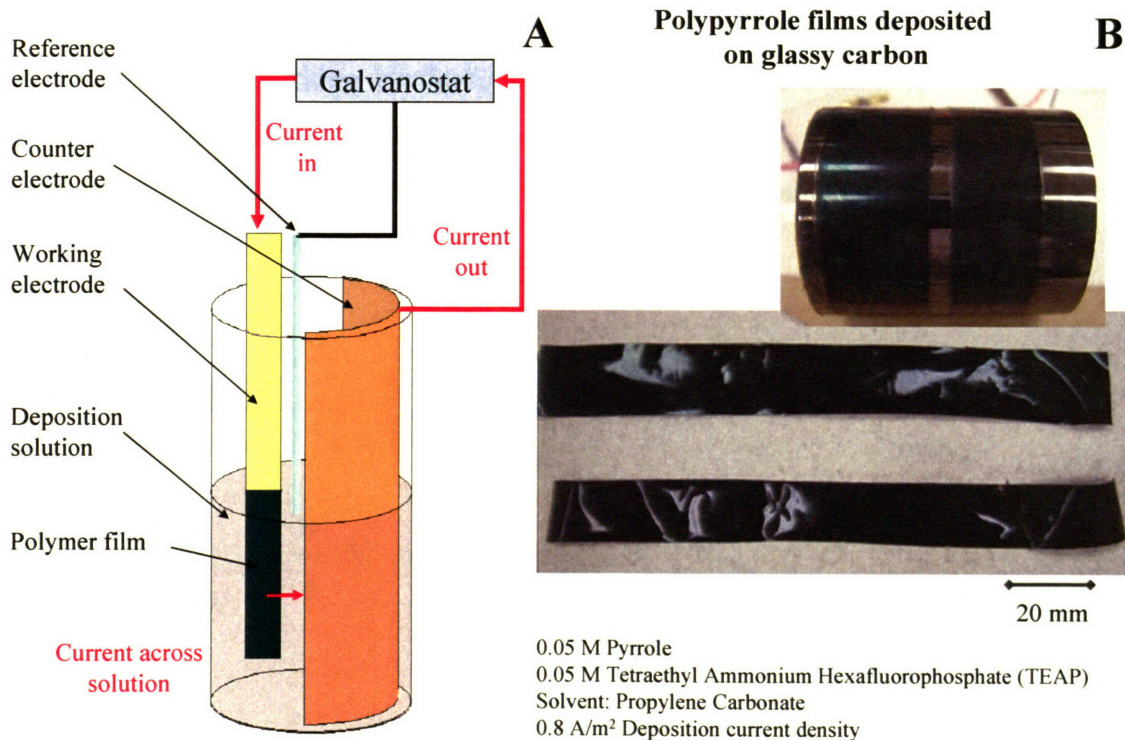 A
Reference
electrode
Galvanostat
Current
in
Counter
electrode
Current
out
Working
electrode
Deposition
solution
Polymer film
Current across
solution
Polypyrrole films deposited
on glassy carbon
B
20 mm
0.05 M Pyrrole
0.05 M Tetraethyl Ammonium Hexafluorophosphate (TEAP)
Solvent: Propylene Carbonate
0.8 A/m² Deposition current density